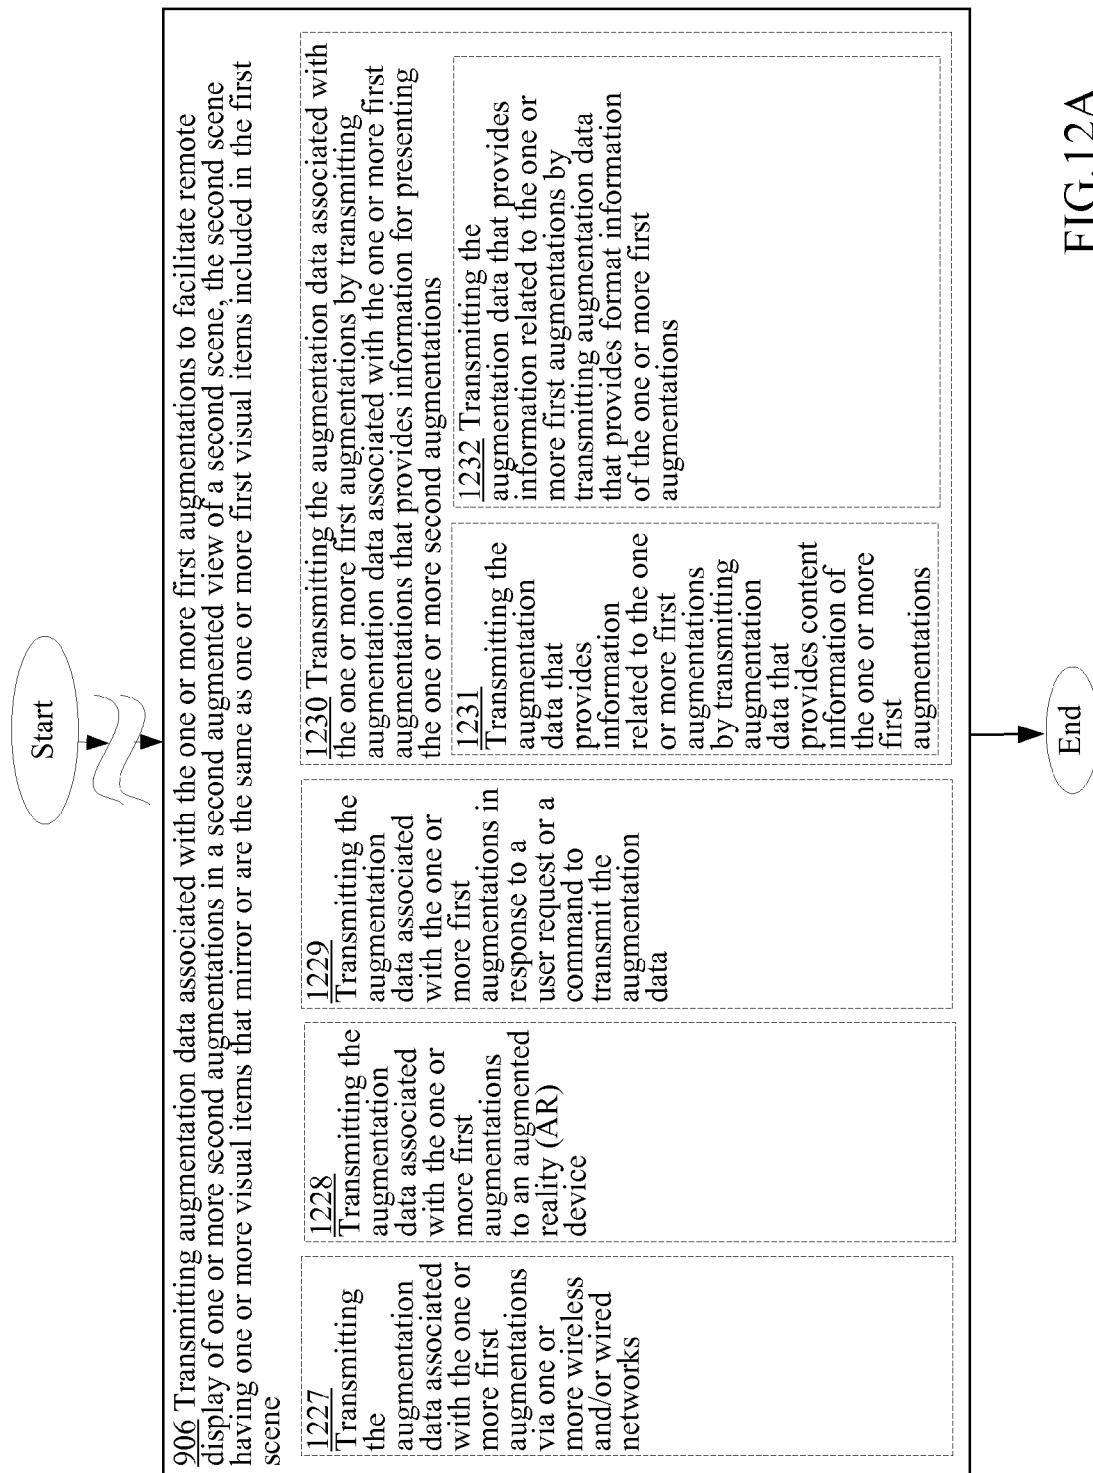 Start
906 Transmitting augmentation data associated with the one or more first augmentations to facilitate remote
display of one or more second augmentations in a second augmented view of a second scene, the second scene
having one or more visual items that mirror or are the same as one or more first visual items included in the first
scene
1227
Transmitting
the
augmentation
data associated
with the one or
more first
augmentations
via one or
more wireless
and/or wired
networks
1228
Transmitting the
augmentation
data associated
with the one or
more first
augmentations
to an augmented
reality (AR)
device
1229
Transmitting the
augmentation
data associated
with the one or
more first
augmentations in
response to a
user request or a
command to
transmit the
augmentation
data
1230 Transmitting the augmentation data associated with
the one or more first augmentations by transmitting
augmentation data associated with the one or more first
augmentations that provides information for presenting
the one or more second augmentations
1231
Transmitting the
augmentation
data that
provides
information
related to the one
or more first
augmentations
by transmitting
augmentation
data that
provides content
information of
the one or more
first
augmentations
1232 Transmitting the
augmentation data that provides
information related to the one or
more first augmentations by
transmitting augmentation data
that provides format information
of the one or more first
augmentations
End
FIG.12A